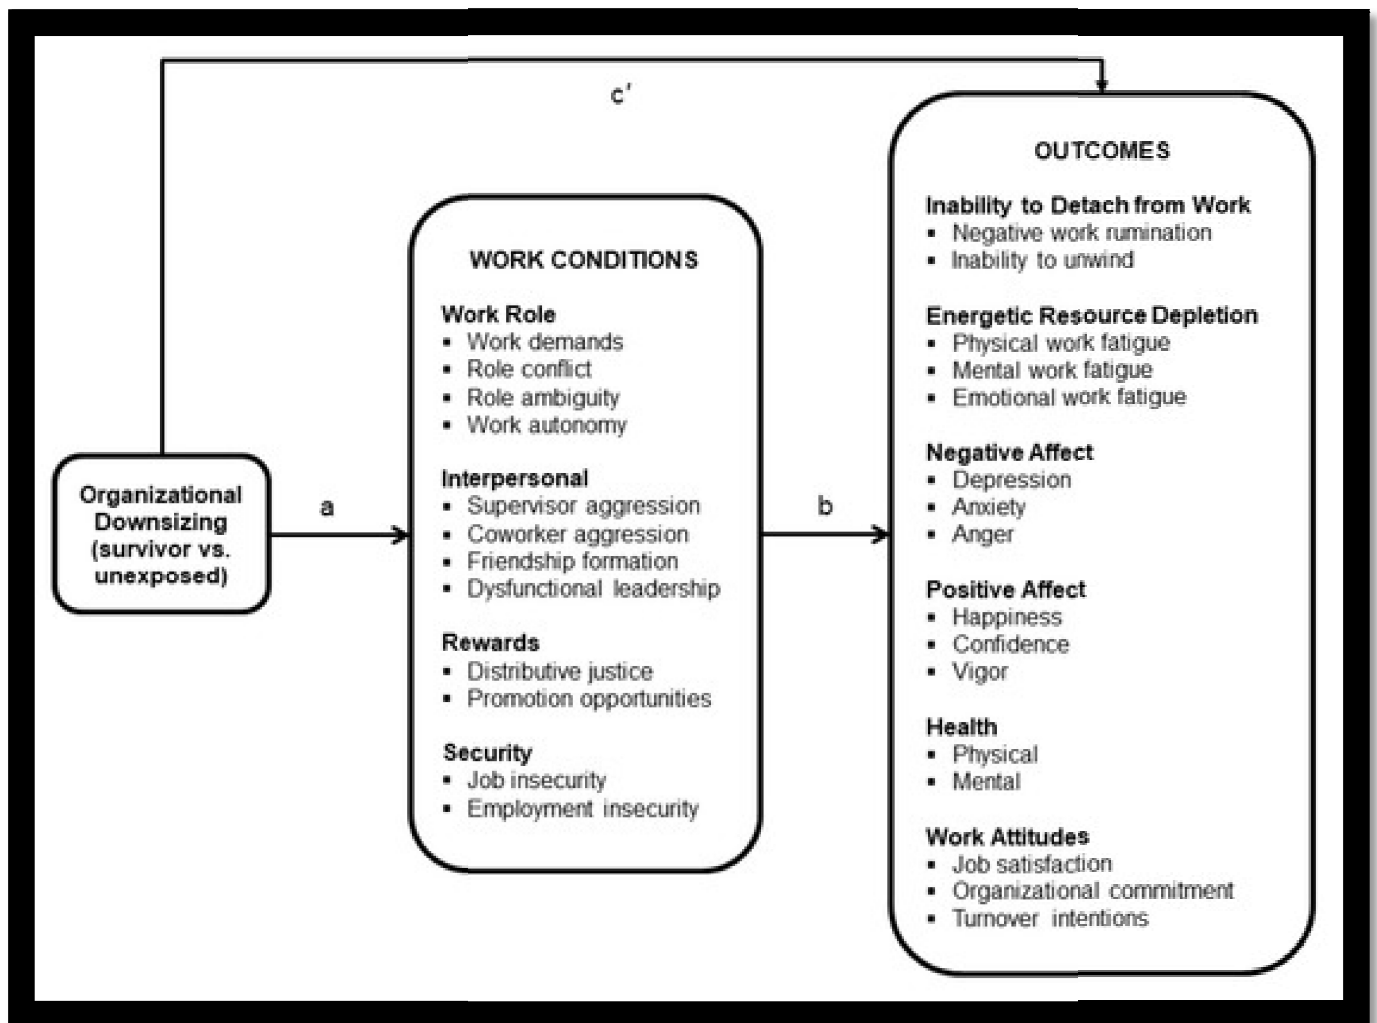 c′
OUTCOMES
Inability to Detach from Work
▪ Negative work rumination
▪ Inability to unwind
Energetic Resource Depletion
▪ Physical work fatigue
▪ Mental work fatigue
▪ Emotional work fatigue
Negative Affect
▪ Depression
▪ Anxiety
▪ Anger
Positive Affect
▪ Happiness
▪ Confidence
▪ Vigor
Health
▪ Physical
▪ Mental
Work Attitudes
▪ Job satisfaction
▪ Organizational commitment
▪ Turnover intentions
WORK CONDITIONS
Work Role
▪ Work demands
▪ Role conflict
▪ Role ambiguity
▪ Work autonomy
Interpersonal
▪ Supervisor aggression
▪ Coworker aggression
▪ Friendship formation
▪ Dysfunctional leadership
Rewards
▪ Distributive justice
▪ Promotion opportunities
Security
▪ Job insecurity
▪ Employment insecurity
Organizational
Downsizing
(survivor vs.
unexposed)
a
b